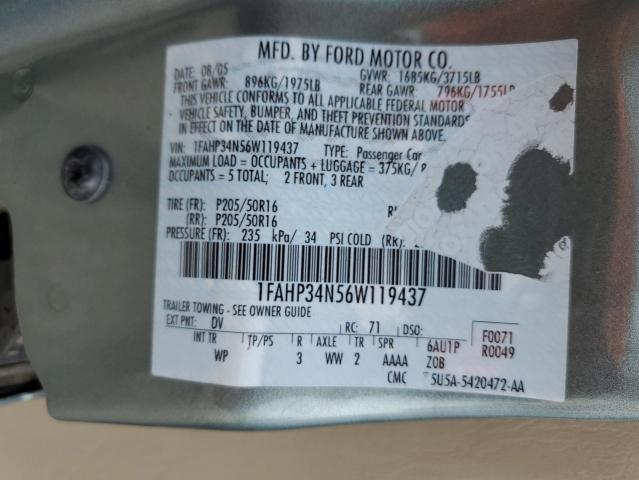 MFD. BY FORD MOTOR CO.
DATE: 08/05 GVWR: 1685KG/3715LB
FRONT GAWR: 896KG/1975LB REAR GAWR: 796KG/1755LB
THIS VEHICLE CONFORMS TO ALL APPLICABLE FEDERAL MOTOR
VEHICLE SAFETY, BUMPER, AND THEFT PREVENTION STANDARDS
EFFECT ON THE DATE OF MANUFACTURE SHOWN ABOVE.
VIN: 1FAHP34N56W119437 TYPE: Passenger Car
MAXIMUM LOAD = OCCUPANTS + LUGGAGE = 375KG/
OCCUPANTS = 5 TOTAL; 2 FRONT, 3 REAR
TIRE (FR): P205/50R16
(RR): P205/50R16
PRESSURE (FR): 235 kPa/ 34 PSI COLD (RR):
1FAHP34N56W119437
TRAILER TOWING - SEE OWNER GUIDE
EXT PNT: DV RC: 71 DSO: F0071
INT TR TP/PS R AXLE TR SPR 6AU1P R0049
WP 3 WW 2 AAAA ZOB
CMC 5U5A-5420472-AA